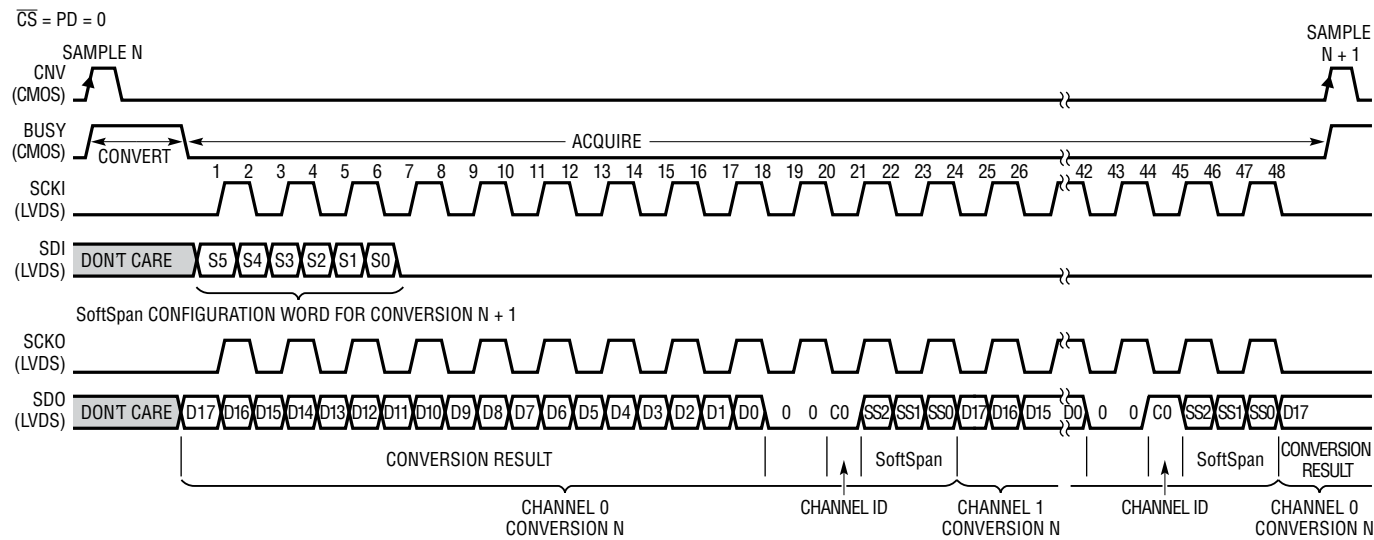 CS = PD = 0
SAMPLE N
SAMPLE
N + 1
CNV
(CMOS)
BUSY
(CMOS)
CONVERT
ACQUIRE
1 2 3 4 5 6 7 8 9 10 11 12 13 14 15 16 17 18 19 20 21 22 23 24 25 26 42 43 44 45 46 47 48
SCKI
(LVDS)
SDI
(LVDS)
DON'T CARE S5 S4 S3 S2 S1 S0
SoftSpan CONFIGURATION WORD FOR CONVERSION N + 1
SCKO
(LVDS)
SDO
(LVDS)
DON'T CARE D17 D16 D15 D14 D13 D12 D11 D10 D9 D8 D7 D6 D5 D4 D3 D2 D1 D0 0 0 C0 SS2 SS1 SS0 D17 D16 D15 D0 0 0 C0 SS2 SS1 SS0 D17
CONVERSION RESULT SoftSpan SoftSpan CONVERSION
RESULT
CHANNEL 0 CHANNEL ID CHANNEL 1 CHANNEL ID CHANNEL 0
CONVERSION N CONVERSION N CONVERSION N